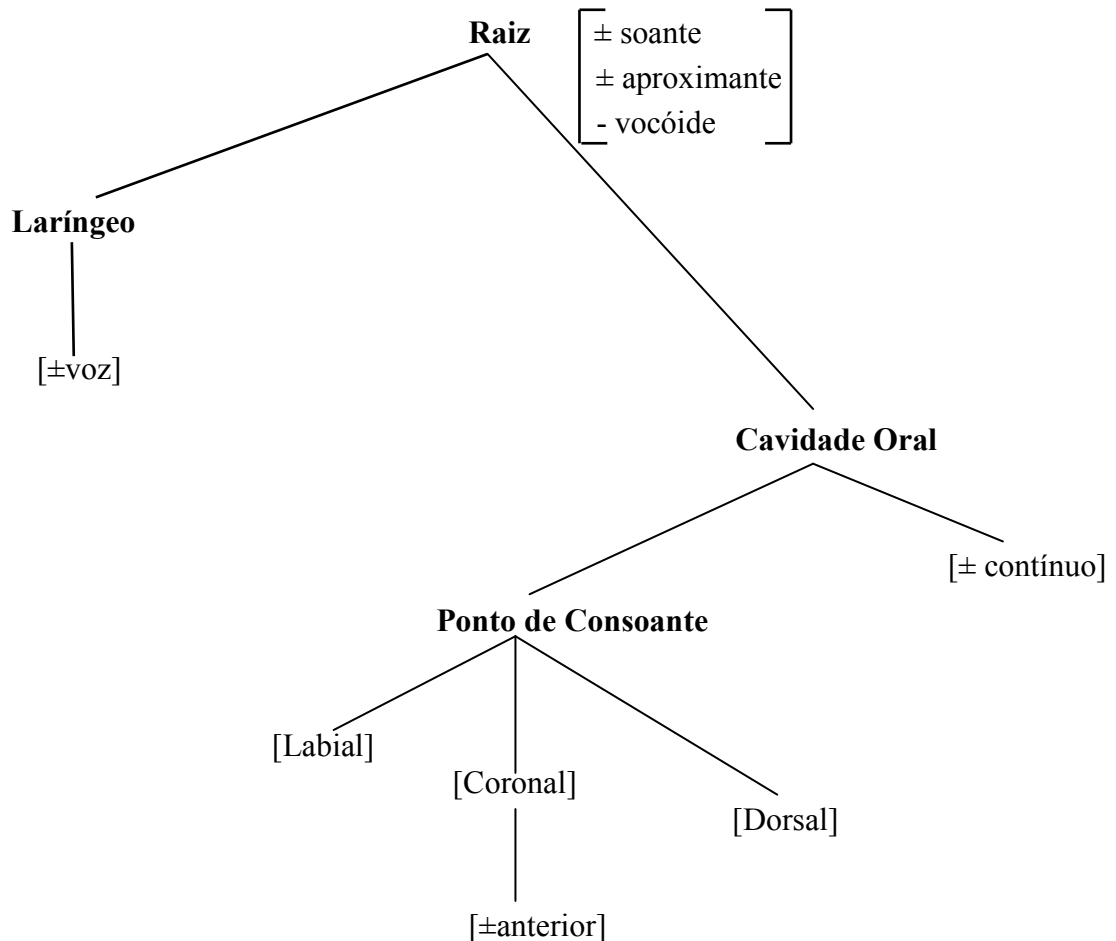 Raiz
± soante
± aproximante
- vocóide
Laríngeo
[±voz]
Cavidade Oral
[± contínuo]
Ponto de Consoante
[Labial]
[Coronal]
[Dorsal]
[±anterior]